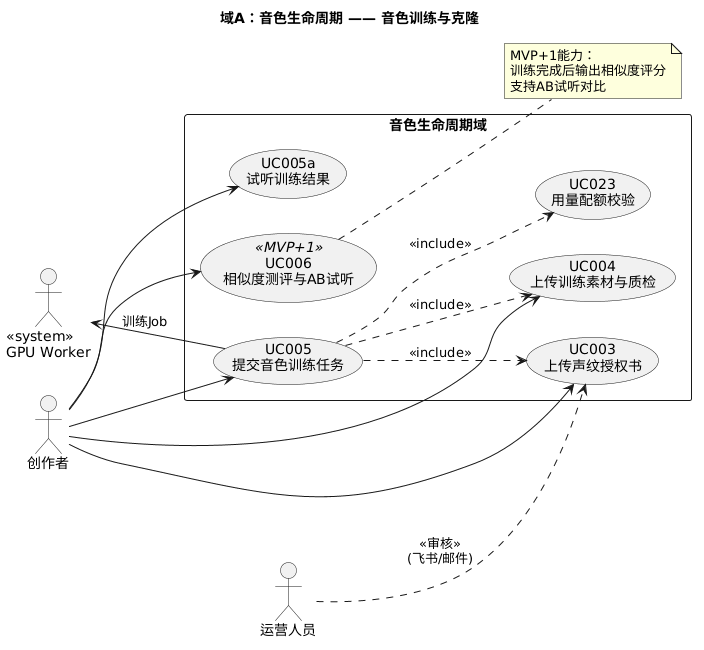 域A：音色生命周期 —— 音色训练与克隆
MVP+1能力：
训练完成后输出相似度评分
支持AB试听对比
音色生命周期域
UC005a
试听训练结果
UC023
用量配额校验
«MVP+1»
UC006
相似度测评与AB试听
«include»
UC004
上传训练素材与质检
«include»
«system»
GPU Worker
训练Job
UC005
提交音色训练任务
«include»
UC003
上传声纹授权书
创作者
«审核»
(飞书/邮件)
运营人员